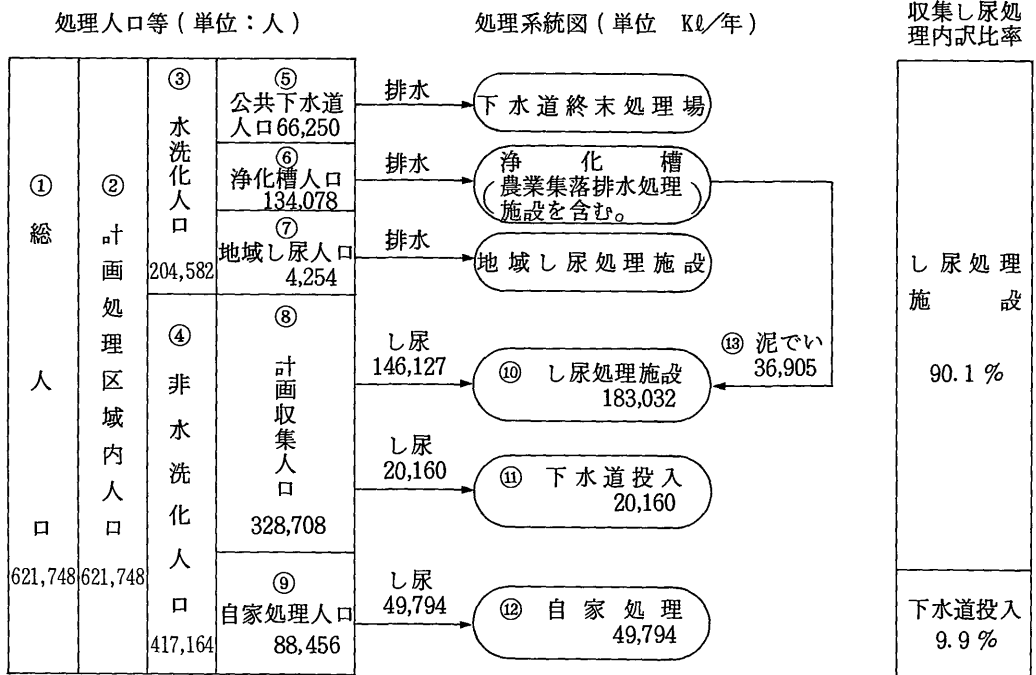 処理人口等(単位：人)
処理系統図(単位 Kℓ/年)
収集し尿処
理内訳比率
①
総
人
口
621,748
②
計画処理区域内人口
621,748
③
水洗化人口
204,582
④
非水洗化人口
417,164
⑤
公共下水道
人口66,250
⑥
浄化槽人口
134,078
⑦
地域し尿人口
4,254
⑧
計画収集人口
328,708
⑨
自家処理人口
88,456
排水
下水道終末処理場
排水
浄化槽
(農業集落排水処理
施設を含む。)
排水
地域し尿処理施設
し尿
146,127
⑩ し尿処理施設
183,032
⑬ 泥でい
36,905
し尿
20,160
⑪ 下水道投入
20,160
し尿
49,794
⑫ 自家処理
49,794
し尿処理
施設
90.1%
下水道投入
9.9%